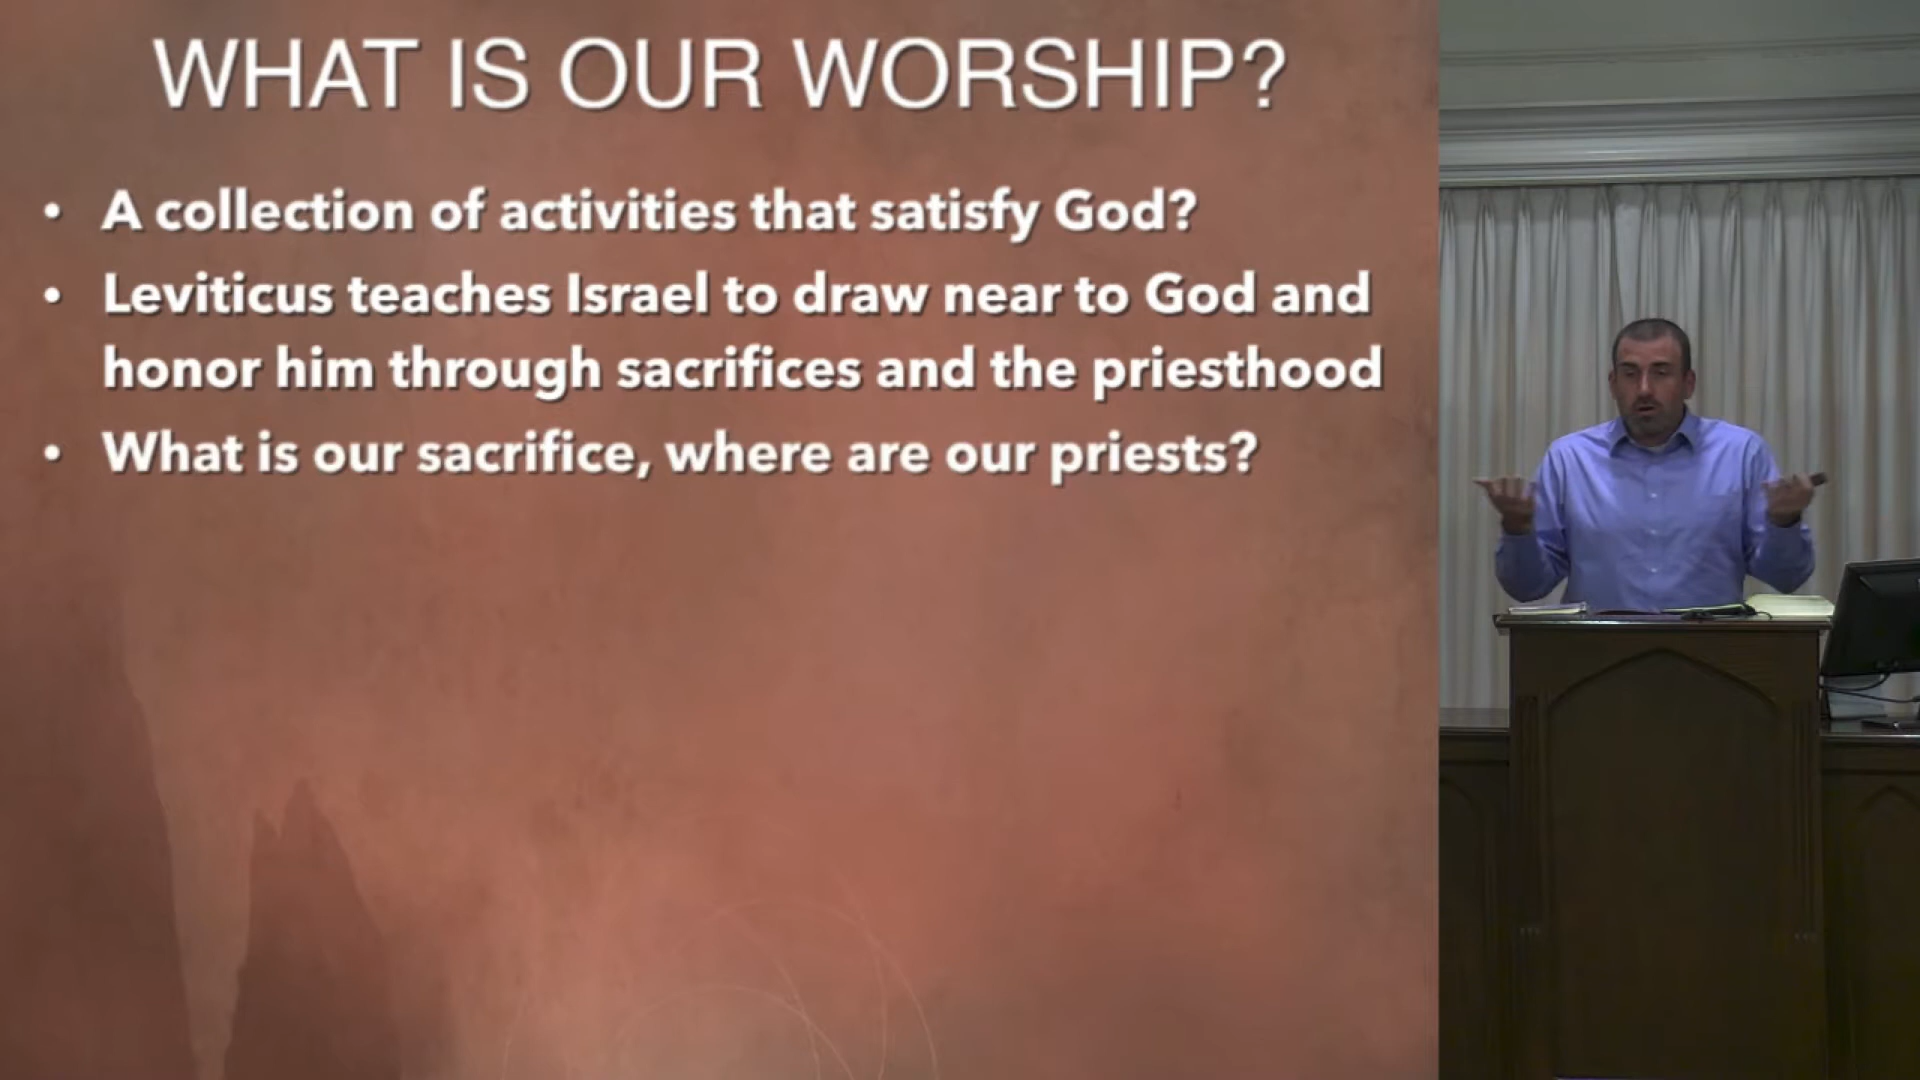 WHAT IS OUR WORSHIP?
• A collection of activities that satisfy God?
• Leviticus teaches Israel to draw near to God and
honor him through sacrifices and the priesthood
• What is our sacrifice, where are our priests?